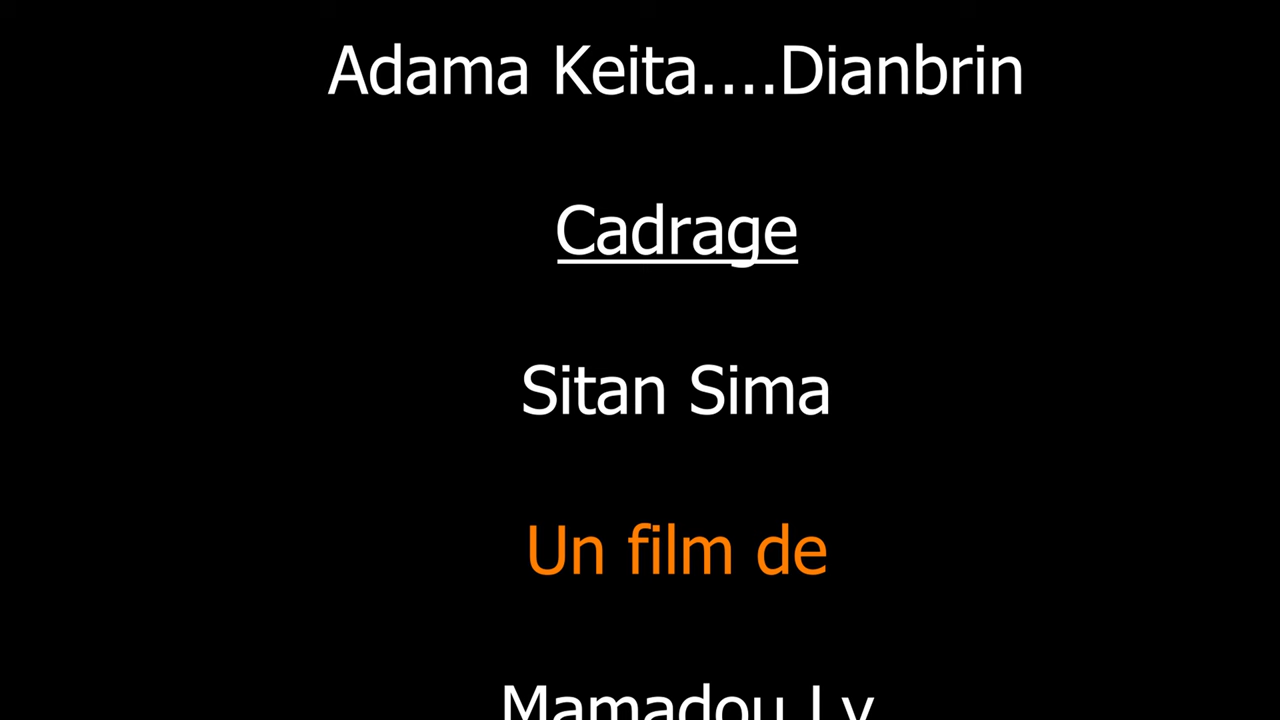 Adama Keita....Dianbrin
Cadrage
Sitan Sima
Un film de
Mamadou Ly